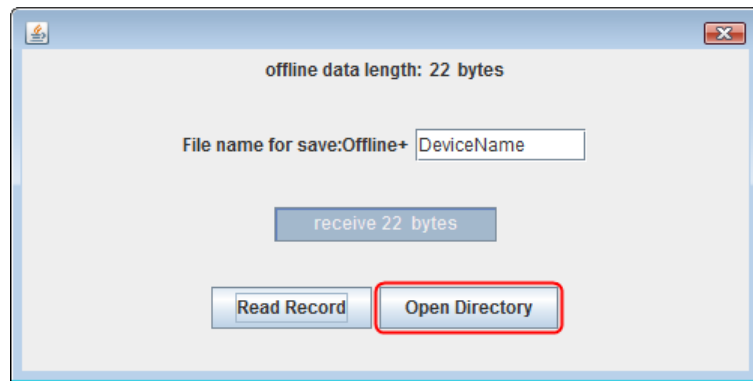 offline data length: 22 bytes
File name for save:Offline+ DeviceName
receive 22 bytes
Read Record Open Directory